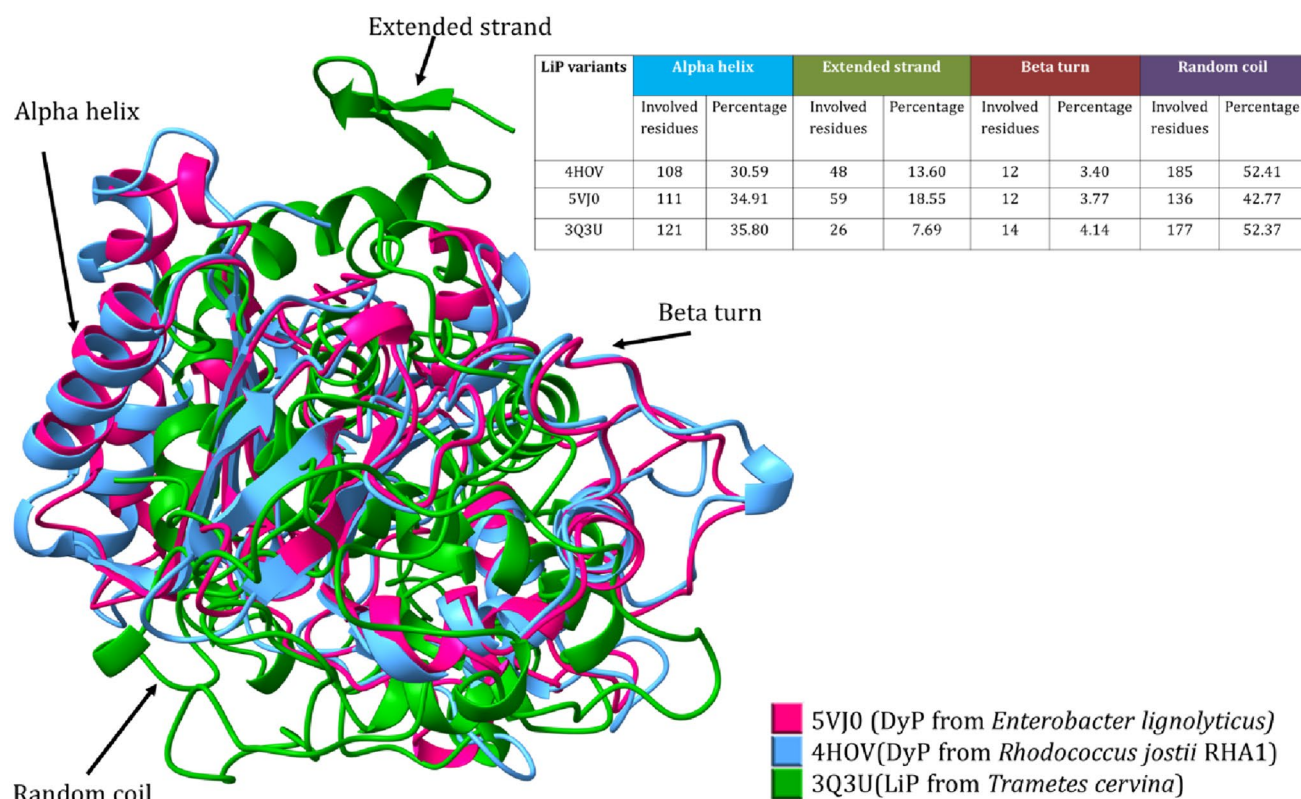 Extended strand
Alpha helix
LiP variants Alpha helix Extended strand Beta turn Random coil
Involved residues Percentage Involved residues Percentage Involved residues Percentage Involved residues Percentage
4HOV 108 30.59 48 13.60 12 3.40 185 52.41
5VJ0 111 34.91 59 18.55 12 3.77 136 42.77
3Q3U 121 35.80 26 7.69 14 4.14 177 52.37
Beta turn
Random coil
5VJ0 (DyP from Enterobacter lignolyticus)
4HOV(DyP from Rhodococcus jostii RHA1)
3Q3U(LiP from Trametes cervina)